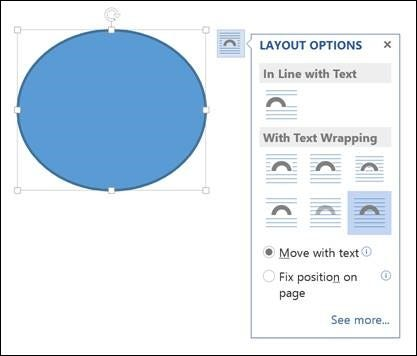 LAYOUT OPTIONS
In Line with Text
With Text Wrapping
Move with text
Fix position on
page
See more...